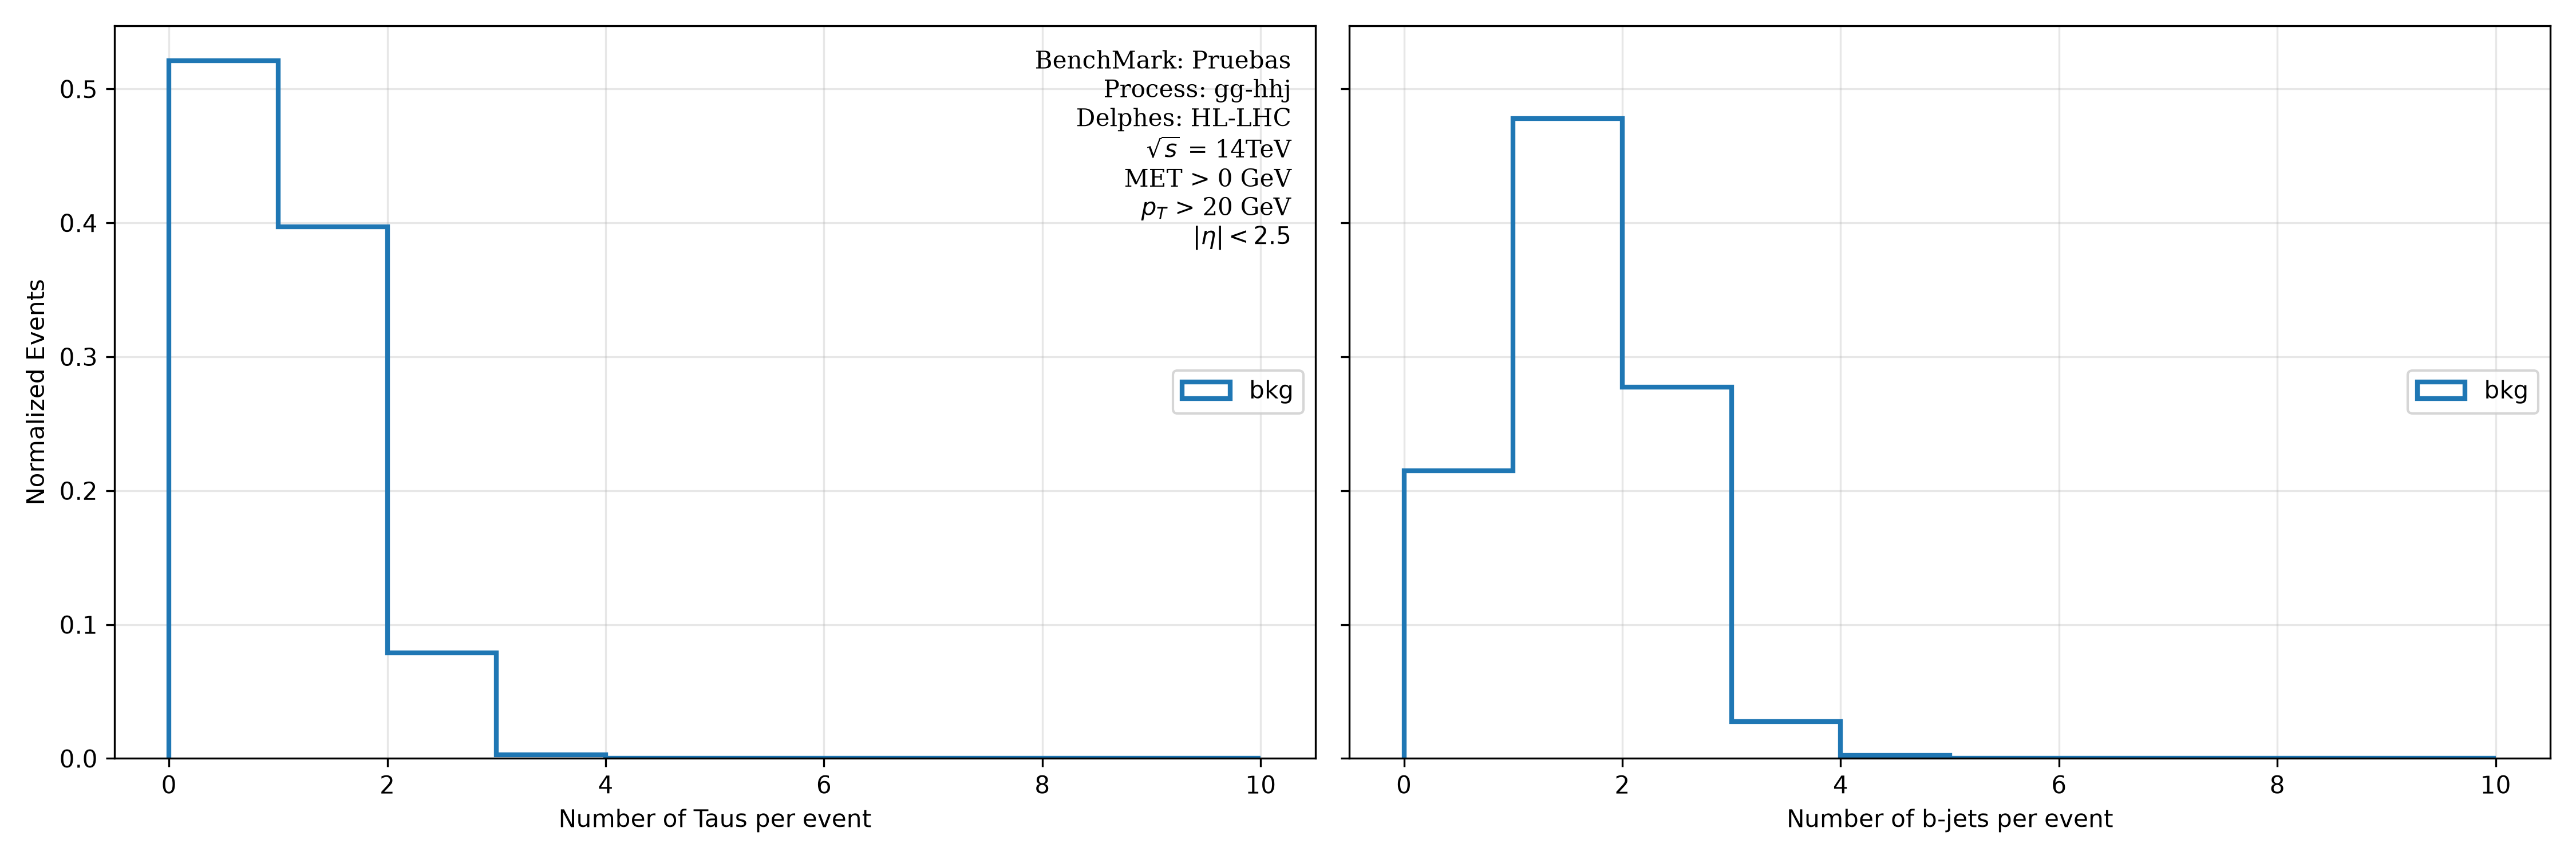 Normalized Events
0.5
0.4
0.3
0.2
0.1
0.0
BenchMark: Pruebas
Process: gg-hhj
Delphes: HL-LHC
√s = 14TeV
MET > 0 GeV
p_T > 20 GeV
|η| < 2.5
bkg
0 2 4 6 8 10
Number of Taus per event
bkg
0 2 4 6 8 10
Number of b-jets per event